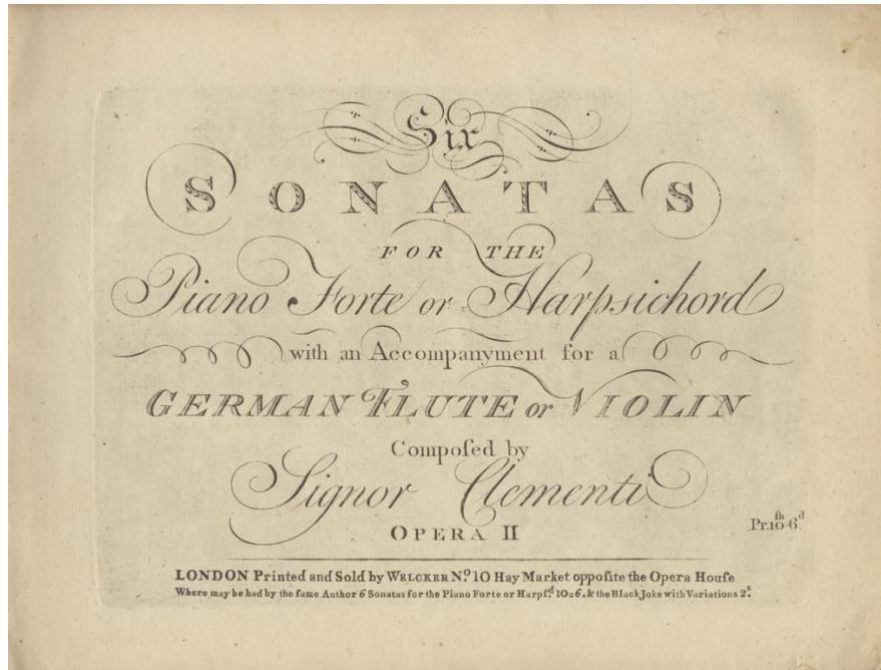 Six
SONATAS
FOR THE
Piano Forte or Harpsichord
with an Accompanyment for a
GERMAN FLUTE or VIOLIN
Compoſed by
Signor Clementi
OPERA II
Pr. 10ſh-6d.
LONDON Printed and Sold by WELCKER No. 10 Hay Market oppoſite the Opera Houſe
Where may be had by the ſame Author 6 Sonatas for the Piano Forte or Harpſd. 10=6. & the Black Joke with Variations 2s.